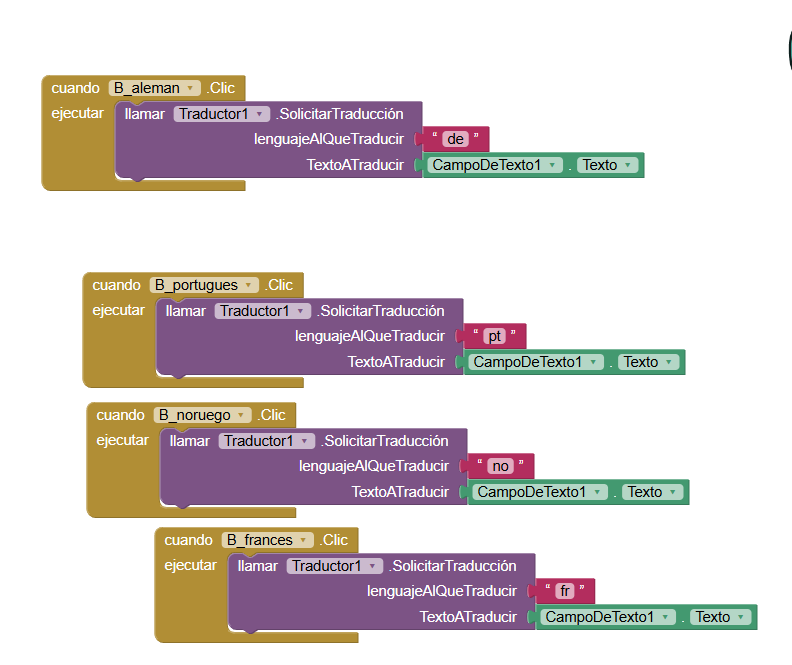 cuando B_aleman .Clic
ejecutar llamar Traductor1 .SolicitarTraducción
lenguajeAlQueTraducir " de "
TextoATraducir CampoDeTexto1 . Texto
cuando B_portugues .Clic
ejecutar llamar Traductor1 .SolicitarTraducción
lenguajeAlQueTraducir " pt "
TextoATraducir CampoDeTexto1 . Texto
cuando B_noruego .Clic
ejecutar llamar Traductor1 .SolicitarTraducción
lenguajeAlQueTraducir " no "
TextoATraducir CampoDeTexto1 . Texto
cuando B_frances .Clic
ejecutar llamar Traductor1 .SolicitarTraducción
lenguajeAlQueTraducir " fr "
TextoATraducir CampoDeTexto1 . Texto